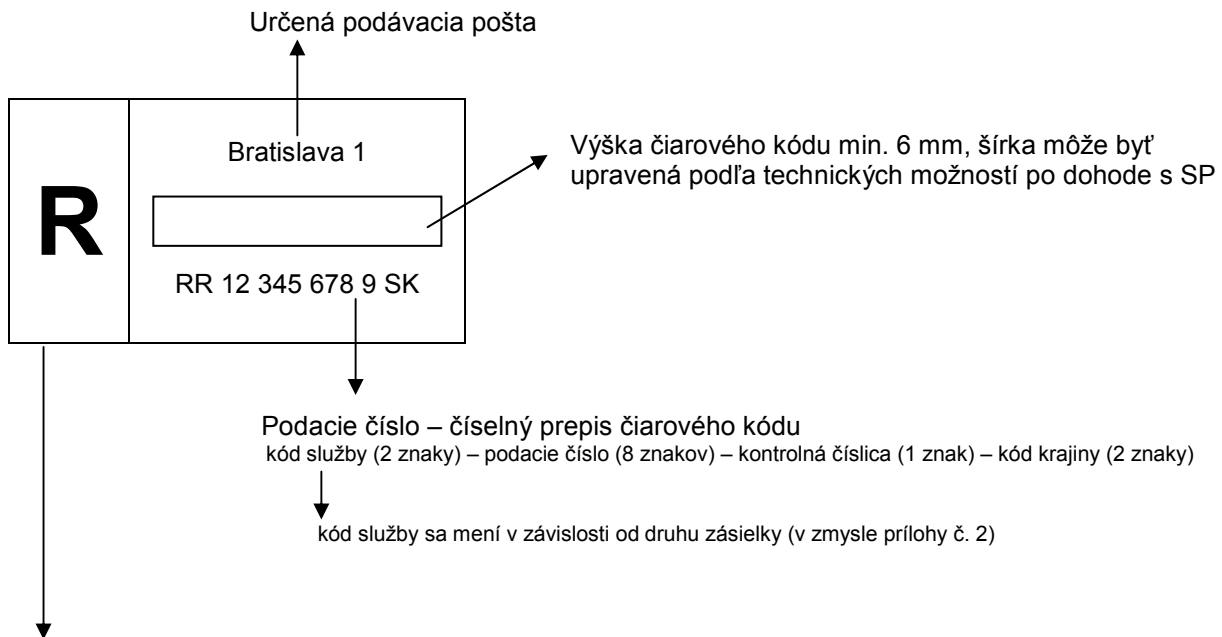 Určená podávacia pošta
Bratislava 1
Výška čiarového kódu min. 6 mm, šírka môže byť
upravená podľa technických možností po dohode s SP
R
RR 12 345 678 9 SK
Podacie číslo – číselný prepis čiarového kódu
kód služby (2 znaky) – podacie číslo (8 znakov) – kontrolná číslica (1 znak) – kód krajiny (2 znaky)
kód služby sa mení v závislosti od druhu zásielky (v zmysle prílohy č. 2)